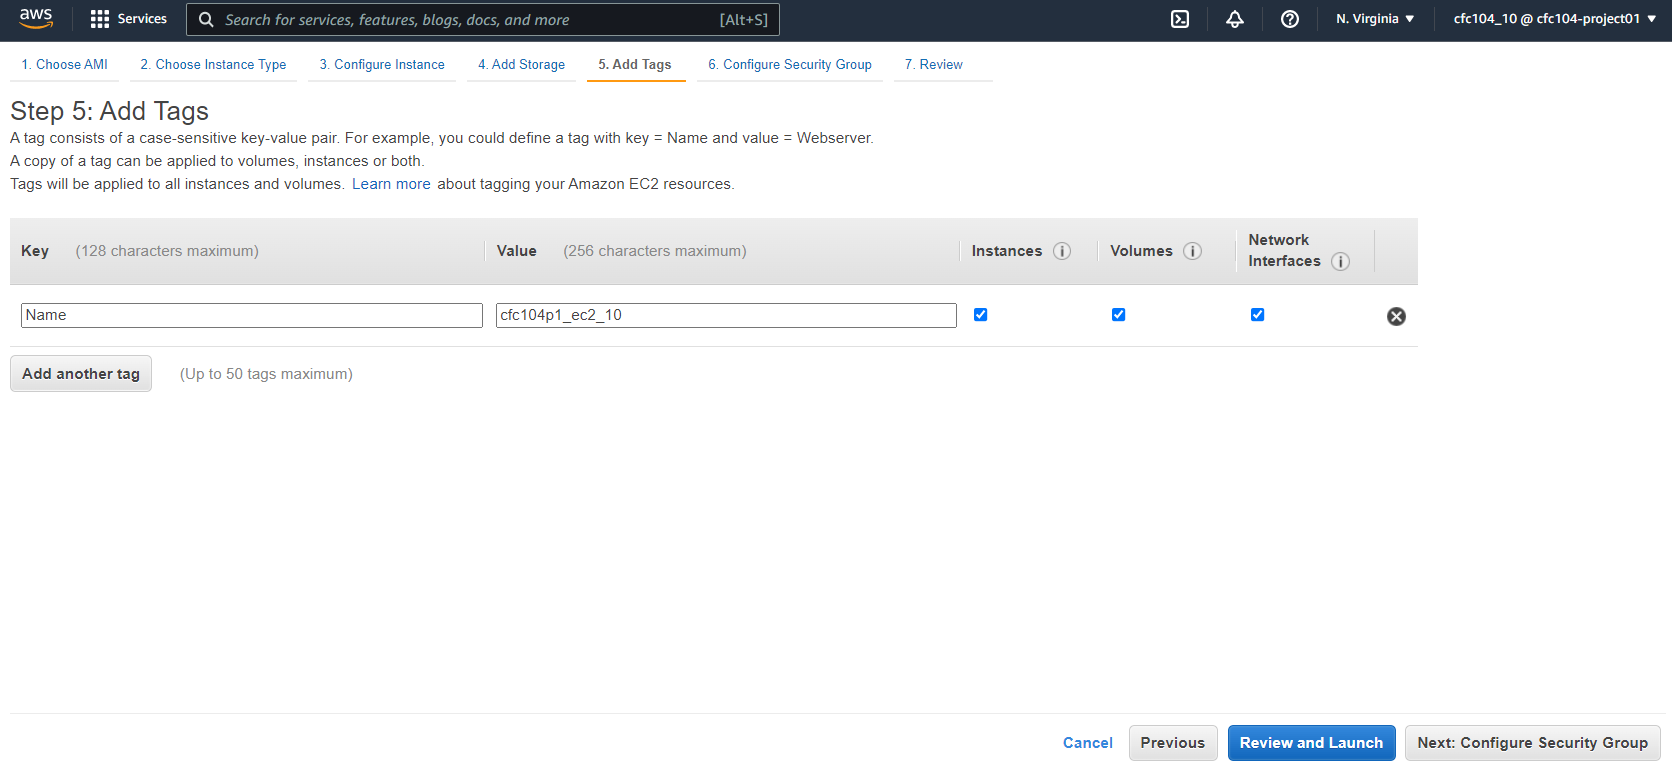 aws Services Search for services, features, blogs, docs, and more [Alt+S] N. Virginia cfc104_10 @ cfc104-project01
1. Choose AMI 2. Choose Instance Type 3. Configure Instance 4. Add Storage 5. Add Tags 6. Configure Security Group 7. Review
Step 5: Add Tags
A tag consists of a case-sensitive key-value pair. For example, you could define a tag with key = Name and value = Webserver.
A copy of a tag can be applied to volumes, instances or both.
Tags will be applied to all instances and volumes. Learn more about tagging your Amazon EC2 resources.
Key (128 characters maximum) Value (256 characters maximum) Instances i Volumes i Network
Interfaces i
Name cfc104p1_ec2_10
Add another tag (Up to 50 tags maximum)
Cancel Previous Review and Launch Next: Configure Security Group